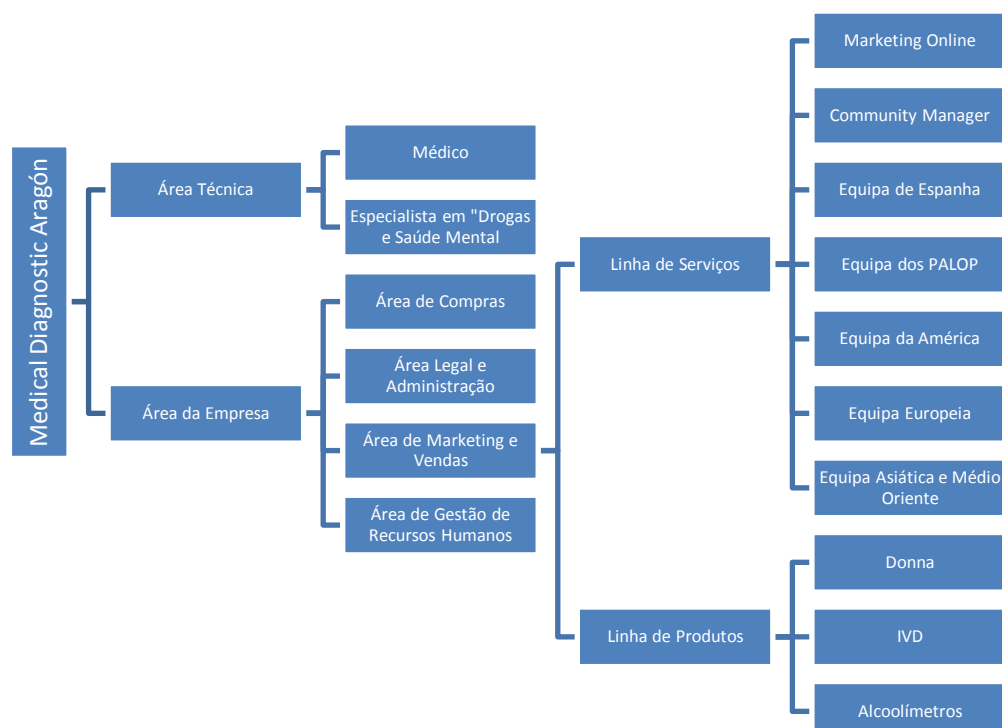 Medical Diagnostic Aragón
Área Técnica
Médico
Especialista em "Drogas
e Saúde Mental
Área da Empresa
Área de Compras
Área Legal e
Administração
Área de Marketing e
Vendas
Linha de Serviços
Marketing Online
Community Manager
Equipa de Espanha
Equipa dos PALOP
Equipa da América
Equipa Europeia
Equipa Asiática e Médio
Oriente
Linha de Produtos
Donna
IVD
Alcoolímetros
Área de Gestão de
Recursos Humanos